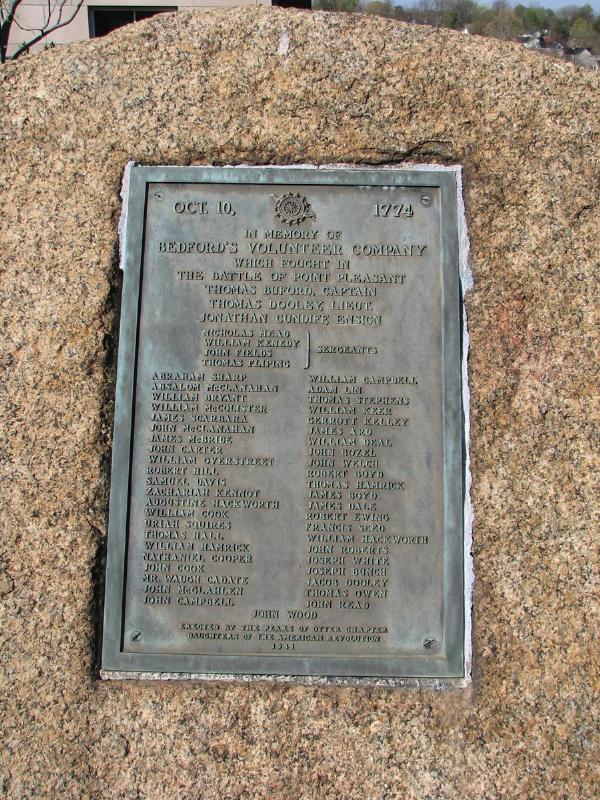 OCT. 10, 1774
IN MEMORY OF
BEDFORD'S VOLUNTEER COMPANY
WHICH FOUGHT IN
THE BATTLE OF POINT PLEASANT
THOMAS BUFORD, CAPTAIN
THOMAS DOOLEY, LIEUT.
JONATHAN CUNDIFF, ENSIGN
NICHOLAS MEAD
WILLIAM KENEDY
JOHN FIELDS
THOMAS FLIPING
SERGEANTS
ABRAHAM SHARP
ABSALOM McCLANAHAN
WILLIAM BRYANT
WILLIAM McCOLISTER
JAMES SCARBARA
JOHN McCLANAHAN
JAMES McBRIDE
JOHN CARTER
WILLIAM OVERSTREET
ROBERT HILL
SAMUEL DAVIS
ZACHARIAH KENNOT
AUGUSTINE HACKWORTH
WILLIAM COOK
URIAH SQUIRES
THOMAS HALL
WILLIAM HAMRICK
NATHANIEL COOPER
JOHN COOK
MR. WAUGH CADATE
JOHN McGLAHLEN
JOHN CAMPBELL
WILLIAM CAMPBELL
ADAM LIN
THOMAS STEPHENS
WILLIAM KEER
GERROTT KELLEY
JAMES ARD
WILLIAM DEAL
JOHN BOZEL
JOHN WELCH
ROBERT BOYD
THOMAS HAMRICK
JAMES BOYD
JAMES DALE
ROBERT EWING
FRANCIS SEED
WILLIAM HACKWORTH
JOHN ROBERTS
JOSEPH WHITE
JOSEPH BUNCH
JACOB DOOLEY
THOMAS OWEN
JOHN READ
JOHN WOOD
ERECTED BY THE PEAKS OF OTTER CHAPTER
DAUGHTERS OF THE AMERICAN REVOLUTION
1941